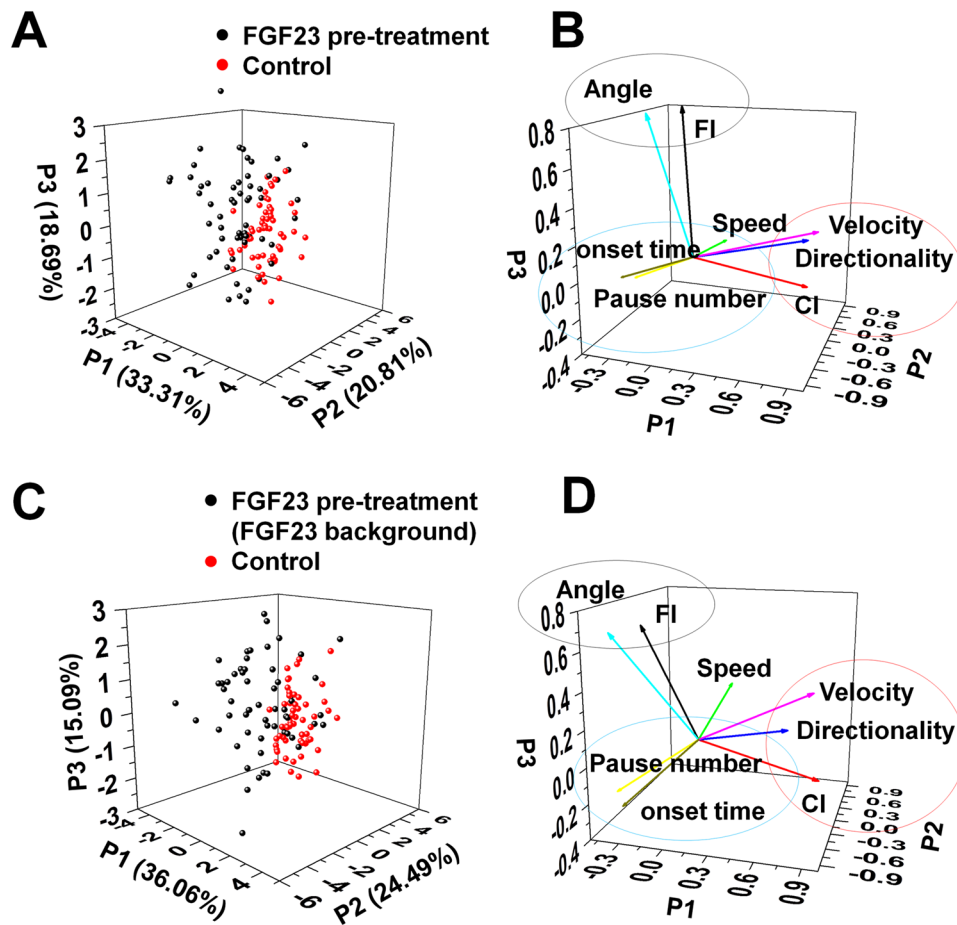 A
FGF23 pre-treatment
Control
3
2
1
0
-1
-2
-3
P3 (18.69%)
-4
-2
0
2
4
P1 (33.31%)
-6
-4
-2
0
2
4
6
P2 (20.81%)
B
Angle
FI
Speed
Velocity
onset time
Directionality
Pause number
CI
0.8
0.6
0.4
0.2
0.0
-0.2
-0.4
P3
-0.3
0.0
0.3
0.6
0.9
P1
0.9
0.6
0.3
0.0
-0.3
-0.6
-0.9
P2
C
FGF23 pre-treatment
(FGF23 background)
Control
3
2
1
0
-1
-2
-3
P3 (15.09%)
-4
-2
0
2
4
P1 (36.06%)
-6
-4
-2
0
2
4
6
P2 (24.49%)
D
Angle
FI
Speed
Velocity
Directionality
Pause number
onset time
CI
0.8
0.6
0.4
0.2
0.0
-0.2
-0.4
P3
-0.3
0.0
0.3
0.6
0.9
P1
0.9
0.6
0.3
0.0
-0.3
-0.6
-0.9
P2